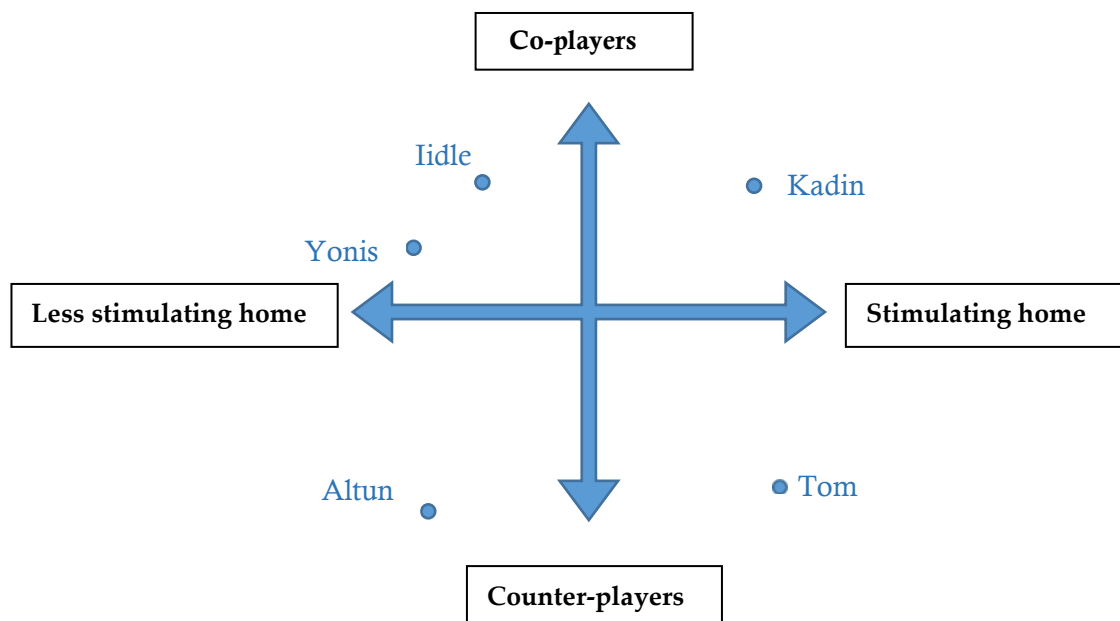 Co-players
Iidle
Kadin
Yonis
Less stimulating home
Stimulating home
Altun
Tom
Counter-players